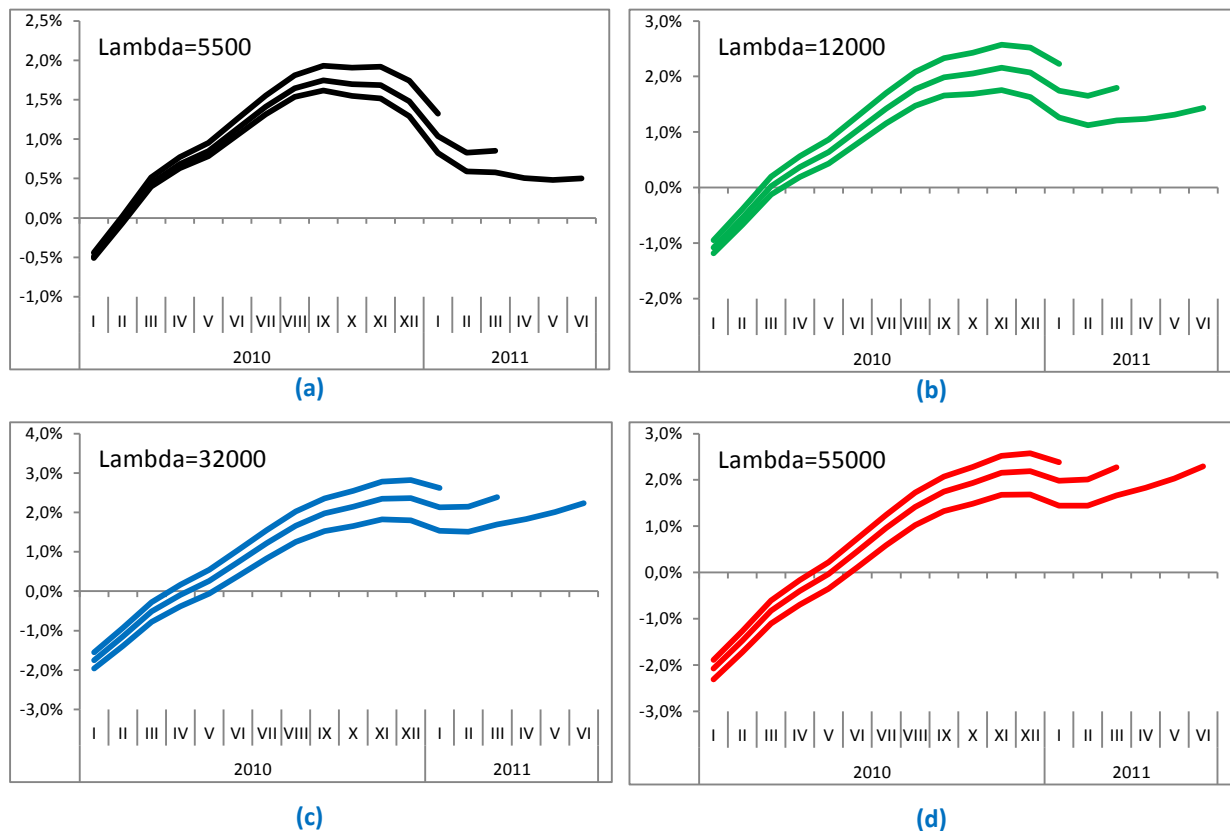 Lambda=5500
2,5%
2,0%
1,5%
1,0%
0,5%
0,0%
-0,5%
-1,0%
I II III IV V VI VII VIII IX X XI XII I II III IV V VI
2010 2011
(a)
Lambda=12000
3,0%
2,0%
1,0%
0,0%
-1,0%
-2,0%
I II III IV V VI VII VIII IX X XI XII I II III IV V VI
2010 2011
(b)
Lambda=32000
4,0%
3,0%
2,0%
1,0%
0,0%
-1,0%
-2,0%
-3,0%
I II III IV V VI VII VIII IX X XI XII I II III IV V VI
2010 2011
(c)
Lambda=55000
3,0%
2,0%
1,0%
0,0%
-1,0%
-2,0%
-3,0%
I II III IV V VI VII VIII IX X XI XII I II III IV V VI
2010 2011
(d)